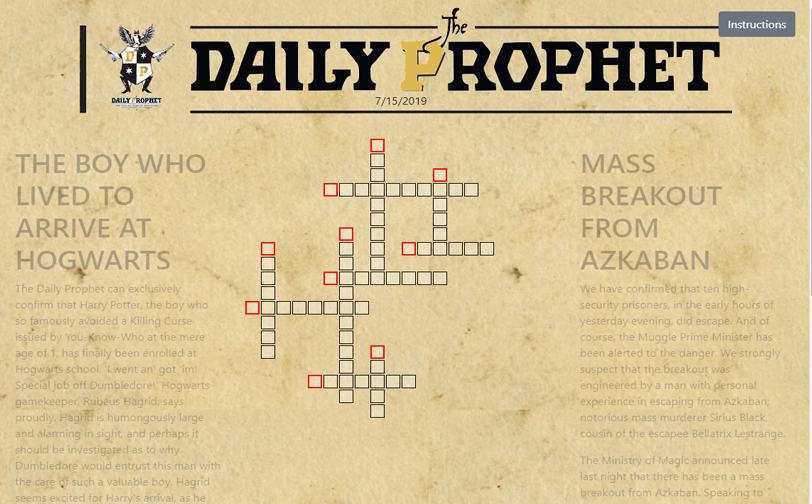 The
DAILY PROPHET
Instructions
D P
DAILY PROPHET
7/15/2019
THE BOY WHO
LIVED TO
ARRIVE AT
HOGWARTS
The Daily Prophet can exclusively
confirm that Harry Potter, the boy who
so famously avoided a Killing Curse
issued by You-Know-Who at the mere
age of 1, has finally been enrolled at
Hogwarts school. 'I went an' got 'im!
Special job off Dumbledore!' Hogwarts
gamekeeper, Rubeus Hagrid, says
proudly. Hagrid is humongously large
and alarming in sight, and perhaps it
should be investigated as to why
Dumbledore would entrust this man with
the care of such a valuable boy. Hagrid
seems excited for Harry's arrival, as he
MASS
BREAKOUT
FROM
AZKABAN
We have confirmed that ten high-
security prisoners, in the early hours of
yesterday evening, did escape. And of
course, the Muggle Prime Minister has
been alerted to the danger. We strongly
suspect that the breakout was
engineered by a man with personal
experience in escaping from Azkaban;
notorious mass murderer Sirius Black,
cousin of the escapee Bellatrix Lestrange.
The Ministry of Magic announced late
last night that there has been a mass
breakout from Azkaban. Speaking to